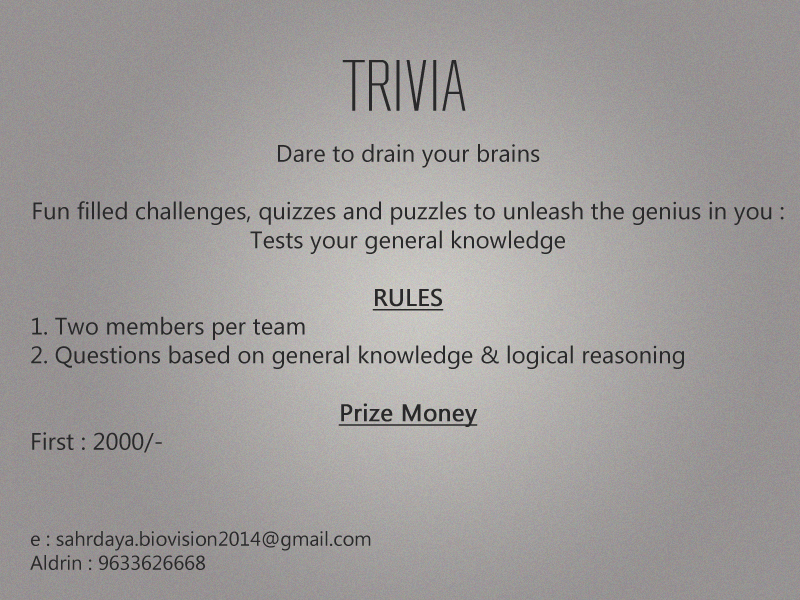 TRIVIA
Dare to drain your brains
Fun filled challenges, quizzes and puzzles to unleash the genius in you :
Tests your general knowledge
RULES
1. Two members per team
2. Questions based on general knowledge & logical reasoning
Prize Money
First : 2000/-
e : sahrdaya.biovision2014@gmail.com
Aldrin : 9633626668